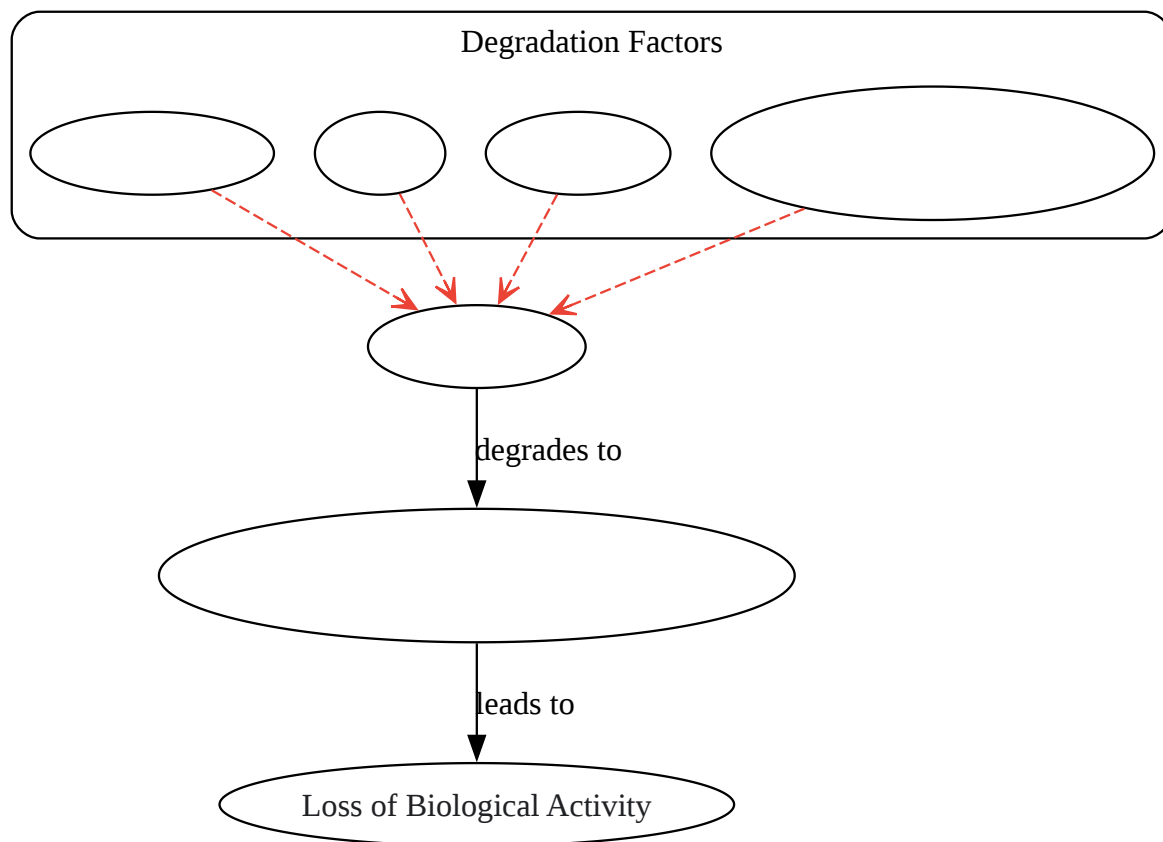 Degradation Factors
degrades to
leads to
Loss of Biological Activity